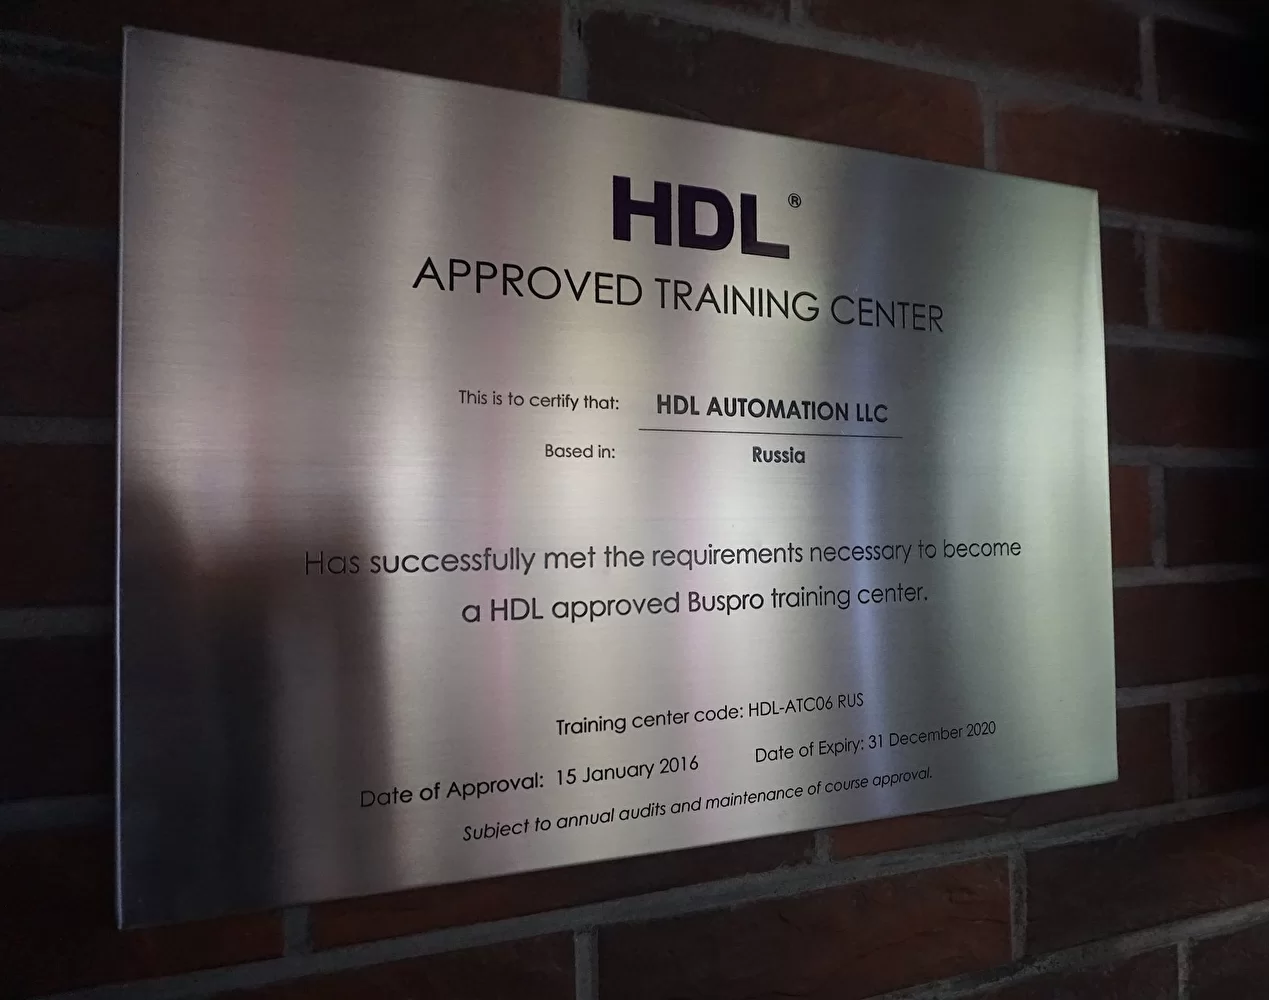 HDL®
APPROVED TRAINING CENTER
This is to certify that: HDL AUTOMATION LLC
Based in: Russia
Has successfully met the requirements necessary to become
a HDL approved Buspro training center.
Training center code: HDL-ATC06 RUS
Date of Approval: 15 January 2016 Date of Expiry: 31 December 2020
Subject to annual audits and maintenance of course approval.